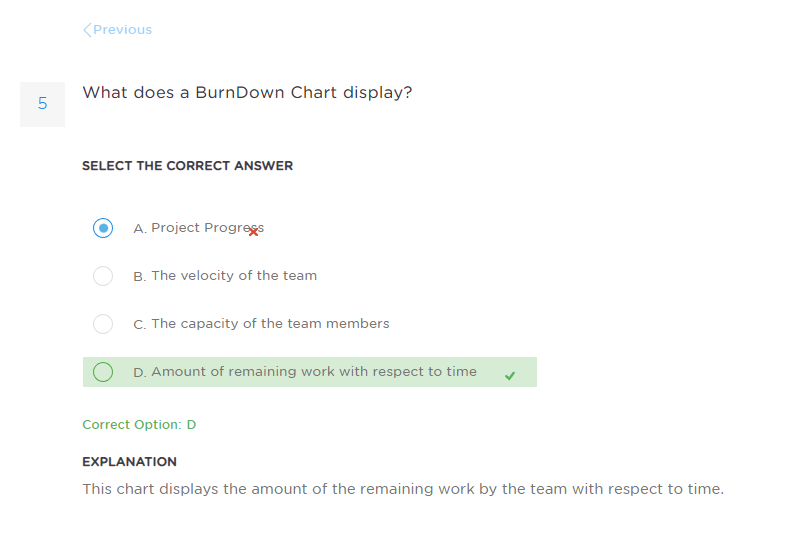 Previous
5
What does a BurnDown Chart display?
SELECT THE CORRECT ANSWER
A. Project Progress
B. The velocity of the team
C. The capacity of the team members
D. Amount of remaining work with respect to time
Correct Option: D
EXPLANATION
This chart displays the amount of the remaining work by the team with respect to time.